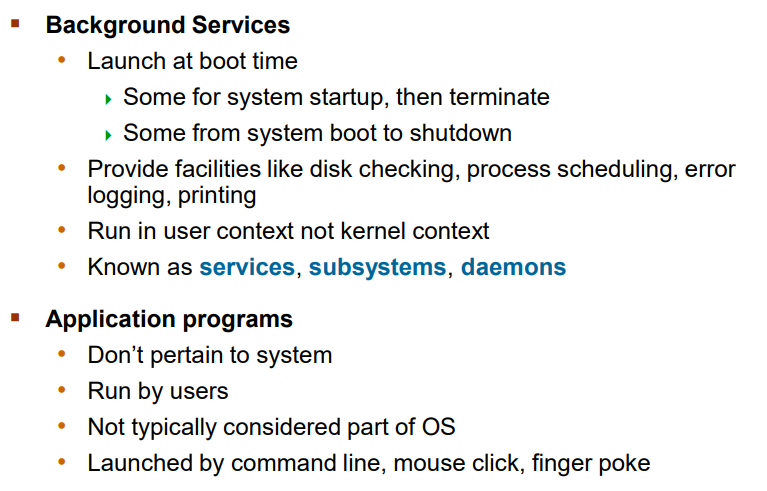 Background Services
Launch at boot time
Some for system startup, then terminate
Some from system boot to shutdown
Provide facilities like disk checking, process scheduling, error
logging, printing
Run in user context not kernel context
Known as services, subsystems, daemons
Application programs
Don’t pertain to system
Run by users
Not typically considered part of OS
Launched by command line, mouse click, finger poke